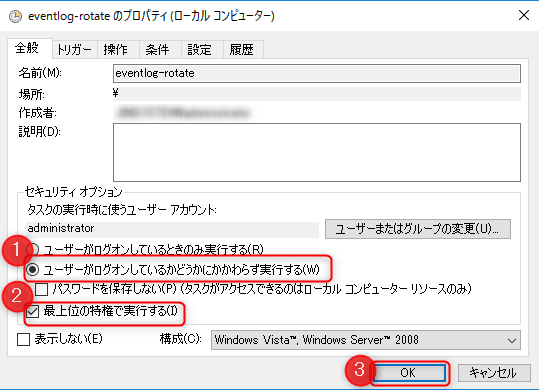 eventlog-rotate のプロパティ (ローカル コンピューター)
全般 トリガー 操作 条件 設定 履歴
名前(M): eventlog-rotate
場所: ¥
作成者:
説明(D):
セキュリティ オプション
タスクの実行時に使うユーザー アカウント:
administrator ユーザーまたはグループの変更(U)...
1 ユーザーがログオンしているときのみ実行する(R)
ユーザーがログオンしているかどうかにかかわらず実行する(W)
パスワードを保存しない(P) (タスクがアクセスできるのはローカル コンピューター リソースのみ)
2 最上位の特権で実行する(I)
表示しない(E) 構成(C): Windows Vista™, Windows Server™ 2008
3 OK キャンセル